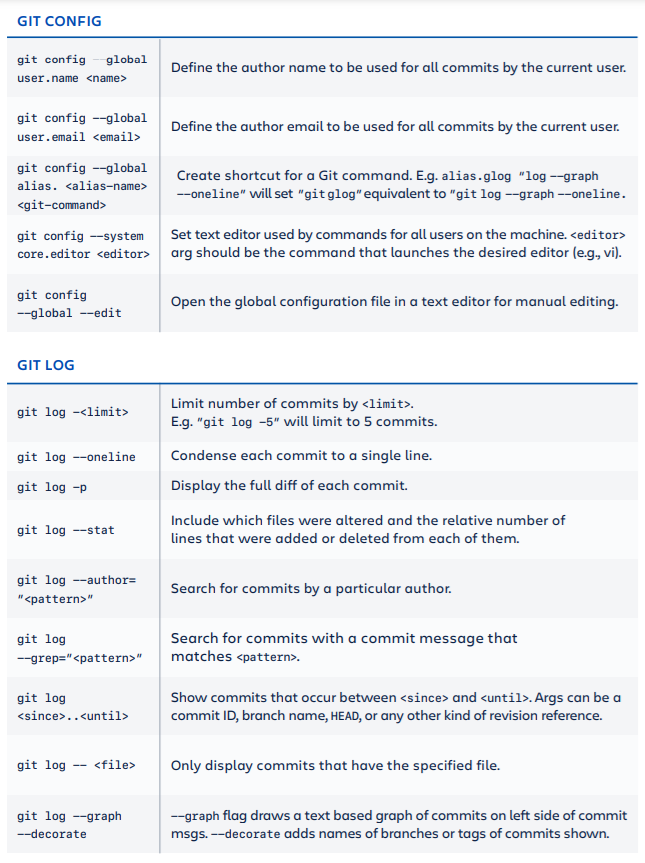 GIT CONFIG
git config --global
user.name <name>
Define the author name to be used for all commits by the current user.
git config --global
user.email <email>
Define the author email to be used for all commits by the current user.
git config --global
alias. <alias-name>
<git-command>
Create shortcut for a Git command. E.g. alias.glog "log --graph
--oneline" will set "git glog" equivalent to "git log --graph --oneline.
git config --system
core.editor <editor>
Set text editor used by commands for all users on the machine. <editor>
arg should be the command that launches the desired editor (e.g., vi).
git config
--global --edit
Open the global configuration file in a text editor for manual editing.
GIT LOG
git log -<limit>
Limit number of commits by <limit>.
E.g. "git log -5" will limit to 5 commits.
git log --oneline
Condense each commit to a single line.
git log -p
Display the full diff of each commit.
git log --stat
Include which files were altered and the relative number of
lines that were added or deleted from each of them.
git log --author=
"<pattern>"
Search for commits by a particular author.
git log
--grep="<pattern>"
Search for commits with a commit message that
matches <pattern>.
git log
<since>..<until>
Show commits that occur between <since> and <until>. Args can be a
commit ID, branch name, HEAD, or any other kind of revision reference.
git log -- <file>
Only display commits that have the specified file.
git log --graph
--decorate
--graph flag draws a text based graph of commits on left side of commit
msgs. --decorate adds names of branches or tags of commits shown.